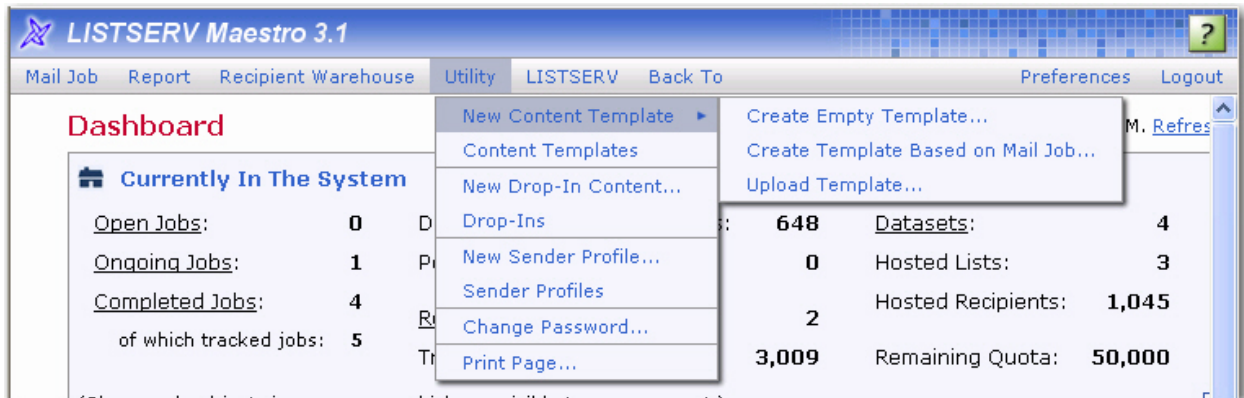 LISTSERV Maestro 3.1
?
Mail Job Report Recipient Warehouse Utility LISTSERV Back To Preferences Logout
Dashboard
New Content Template
Create Empty Template...
M. Refres
Content Templates
Create Template Based on Mail Job...
Currently In The System
New Drop-In Content...
Upload Template...
Open Jobs: 0 D
Drop-Ins
s: 648 Datasets: 4
Ongoing Jobs: 1
New Sender Profile...
0 Hosted Lists: 3
Completed Jobs: 4
Sender Profiles
2 Hosted Recipients: 1,045
of which tracked jobs: 5
Change Password...
Print Page...
3,009 Remaining Quota: 50,000